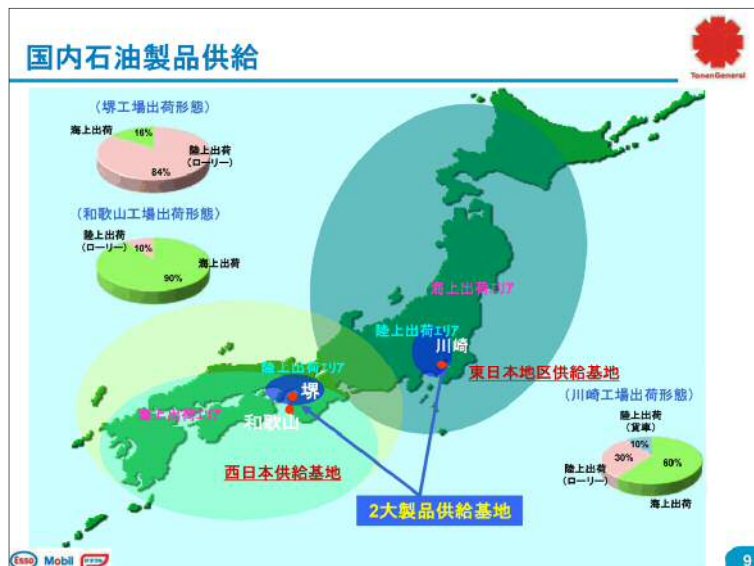 国内石油製品供給
TonenGeneral
（堺工場出荷形態）
海上出荷
16%
陸上出荷
（ローリー）
84%
（和歌山工場出荷形態）
陸上出荷
（ローリー）
10%
海上出荷
90%
海上出荷エリア
陸上出荷エリア
川崎
東日本地区供給基地
陸上出荷エリア
堺
海上出荷エリア
和歌山
西日本供給基地
2大製品供給基地
（川崎工場出荷形態）
陸上出荷
（貨車）
10%
30%
60%
陸上出荷
（ローリー）
海上出荷
Esso Mobil
9